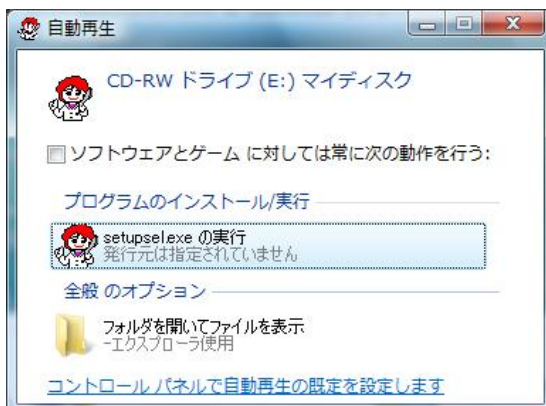 自動再生
CD-RW ドライブ (E:) マイディスク
ソフトウェアとゲーム に対しては常に次の動作を行う:
プログラムのインストール/実行
setupsel.exe の実行
発行元は指定されていません
全般 のオプション
フォルダを開いてファイルを表示
-エクスプローラ使用
コントロール パネルで自動再生の既定を設定します